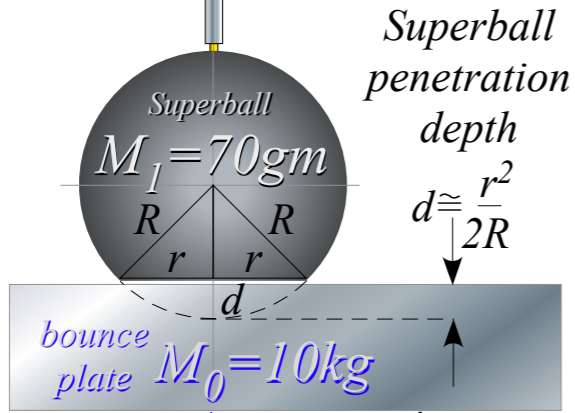 Superball
penetration
depth
d≅ r²/2R
Superball
M₁=70gm
R R
r r
d
bounce
plate
M₀=10kg